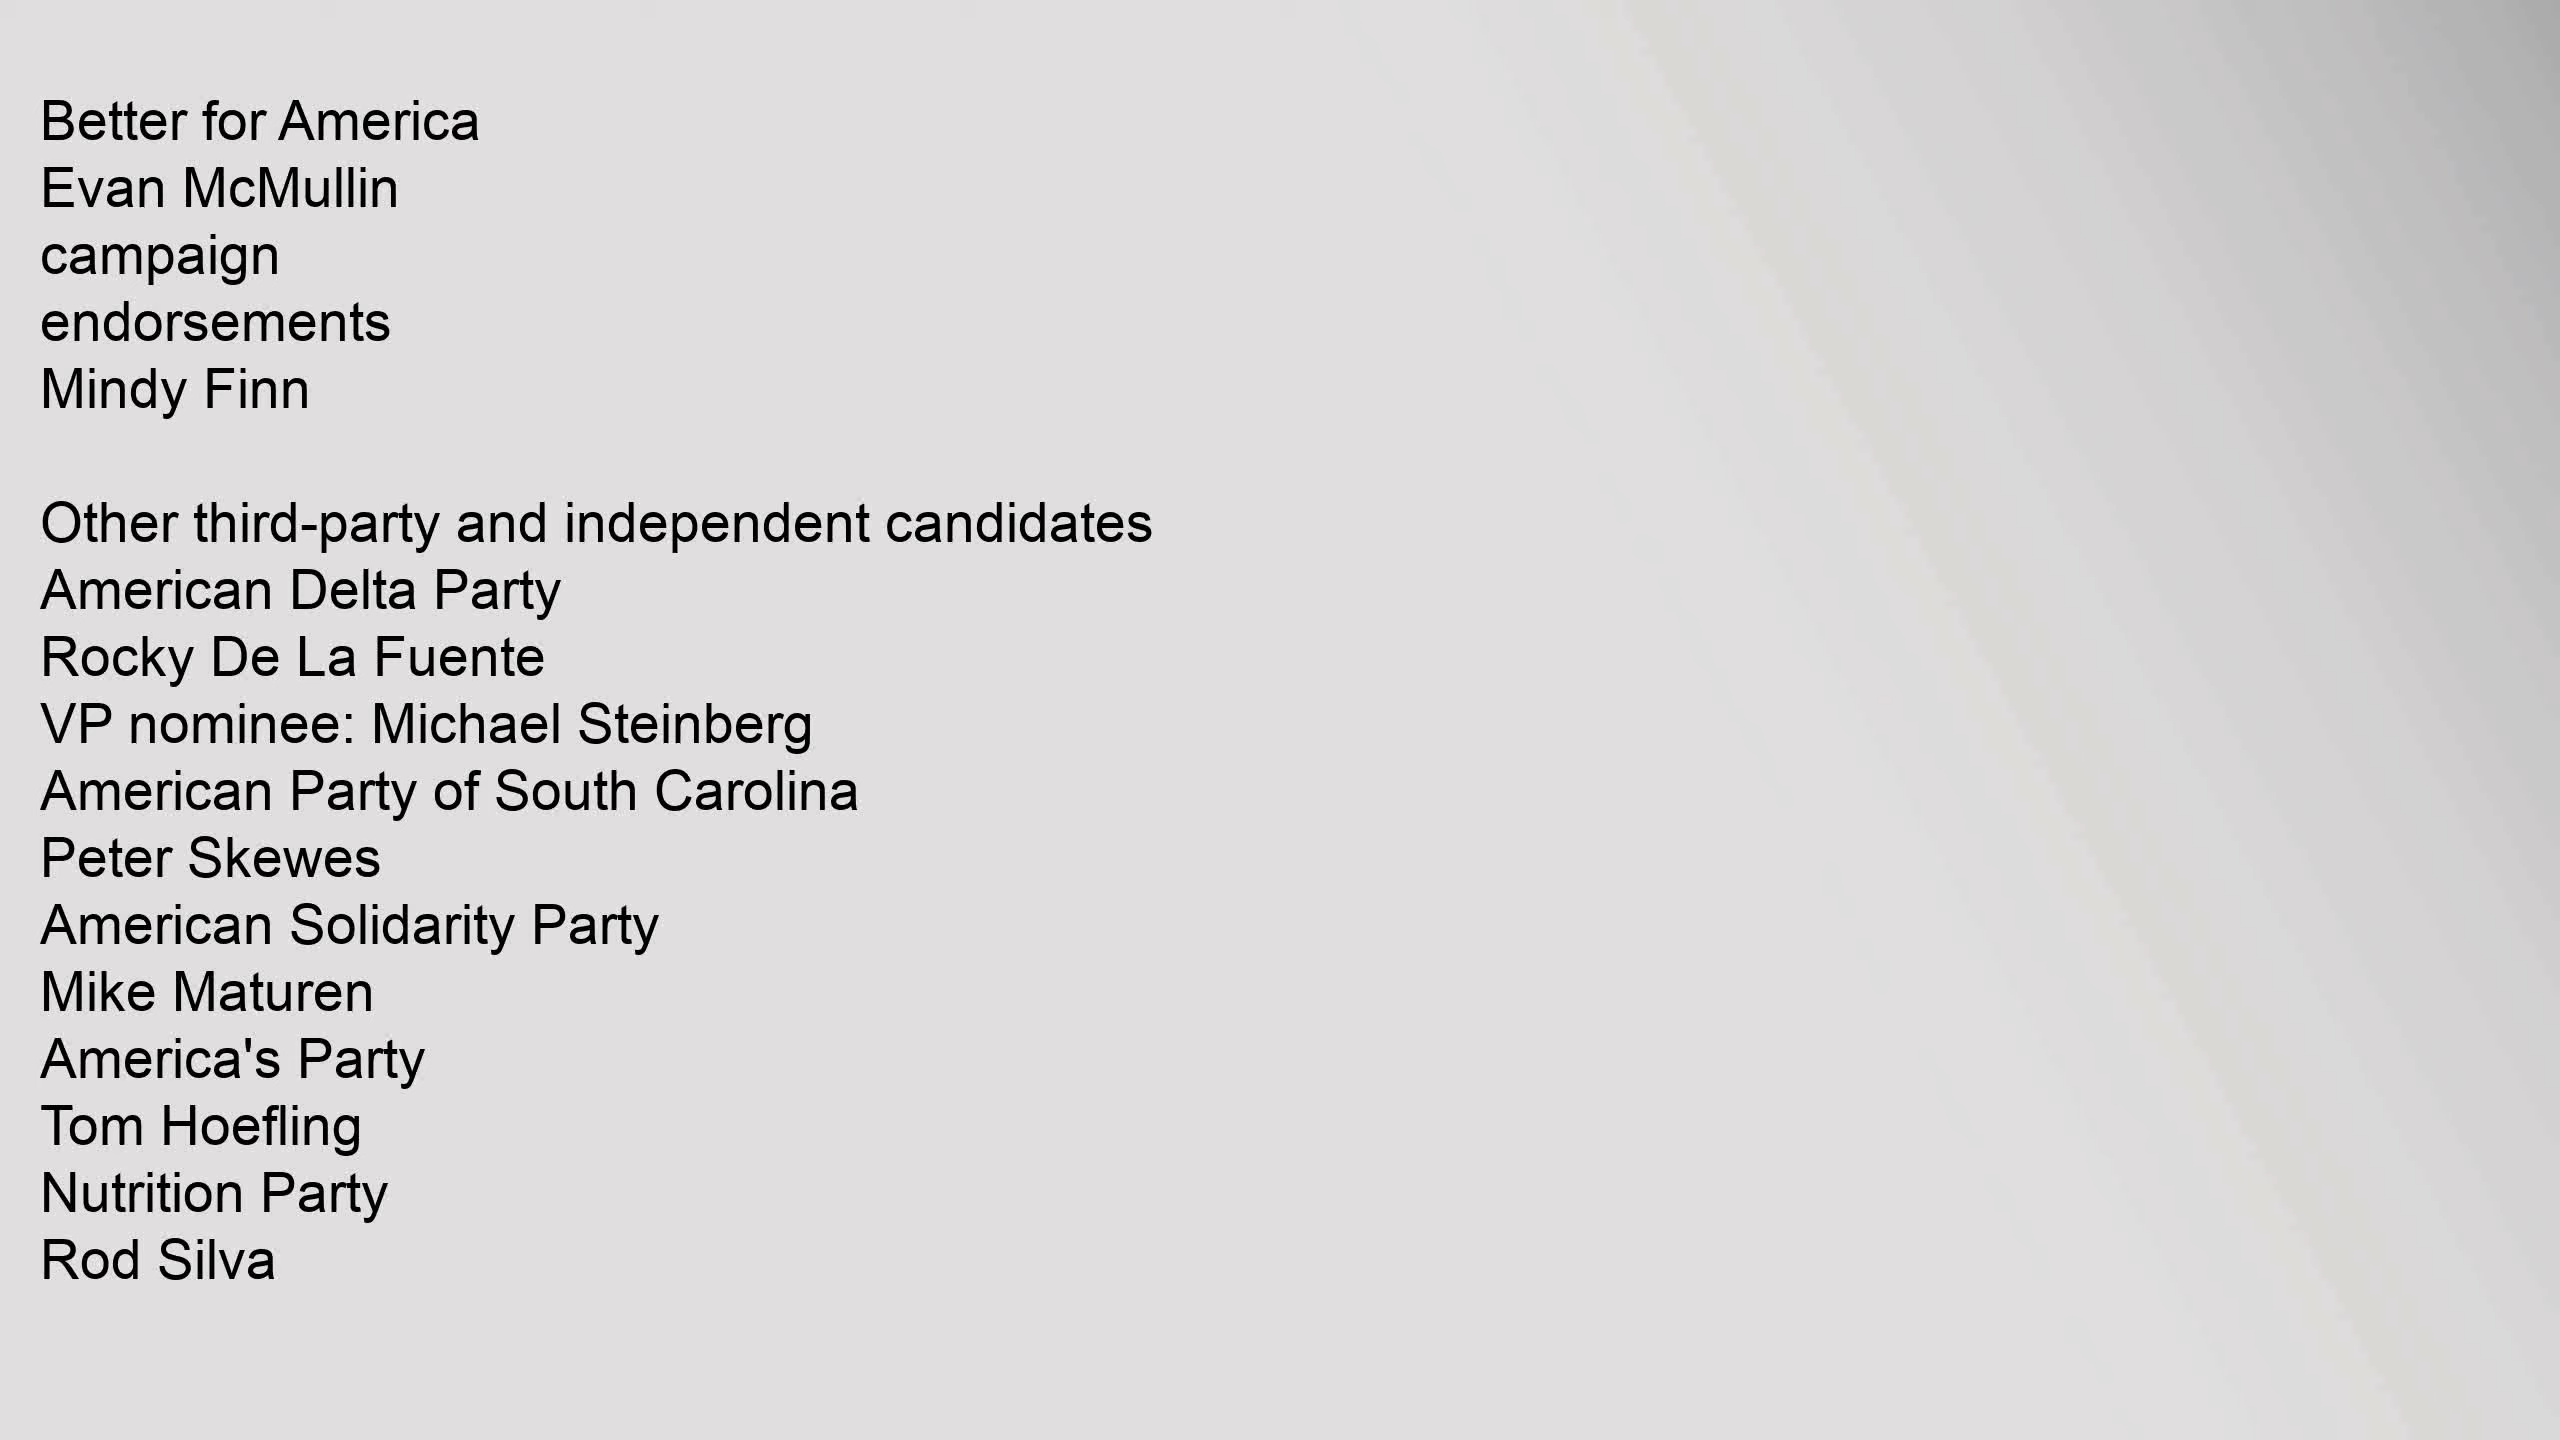 Better for America
Evan McMullin
campaign
endorsements
Mindy Finn
Other third-party and independent candidates
American Delta Party
Rocky De La Fuente
VP nominee: Michael Steinberg
American Party of South Carolina
Peter Skewes
American Solidarity Party
Mike Maturen
America's Party
Tom Hoefling
Nutrition Party
Rod Silva